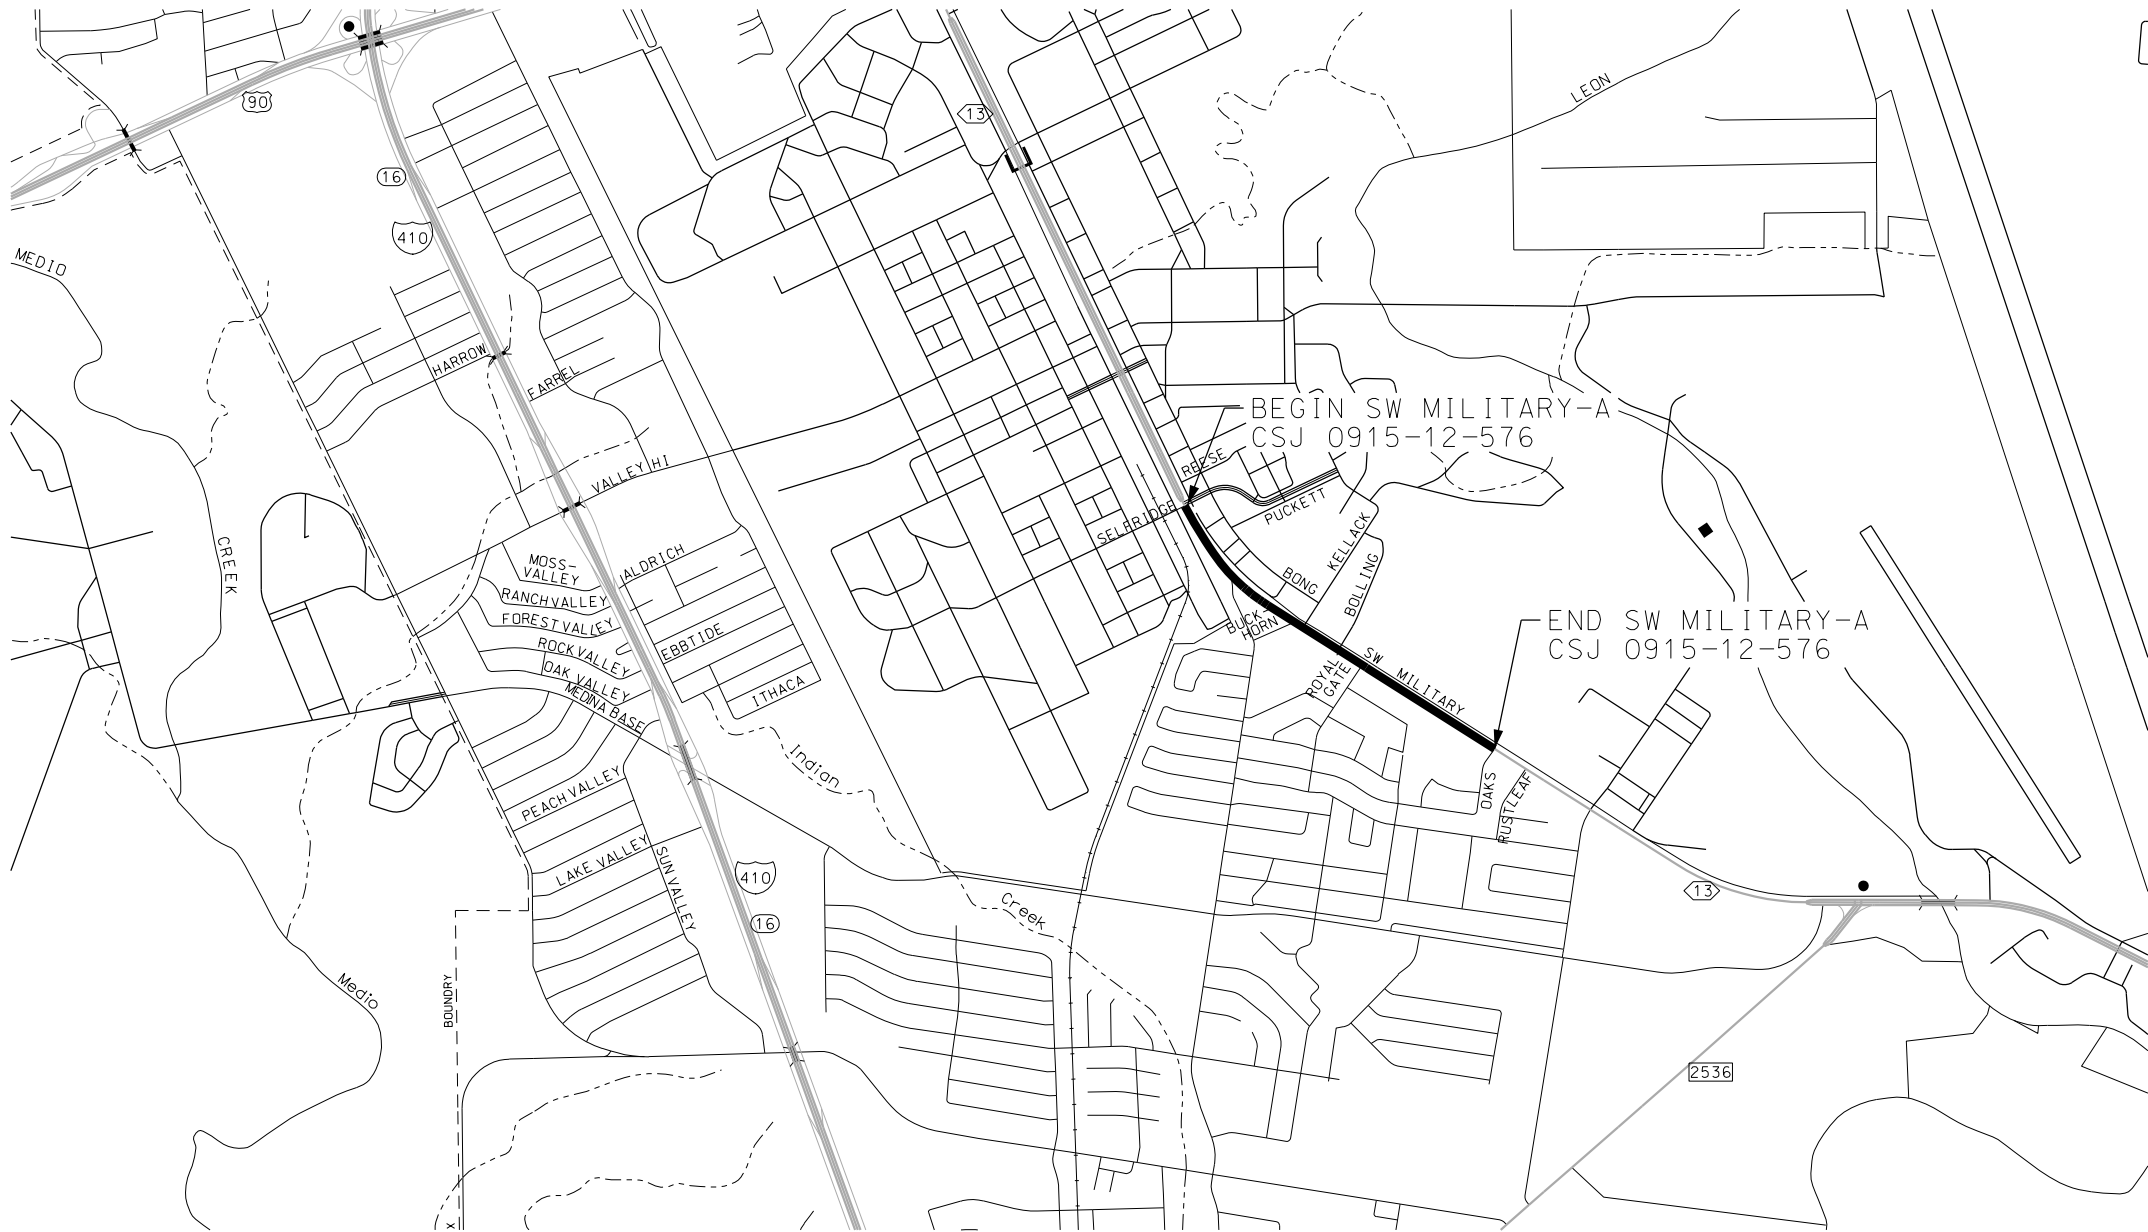 90
13
LEON
16
410
MEDIO
HARROW
FARREL
BEGIN SW MILITARY-A
CSJ 0915-12-576
VALLEY HI
REESE
PUCKETT
SELFRIDGE
CREEK
MOSS-
VALLEY
ALDRICH
KELLACK
BONG
BOLLING
RANCH VALLEY
FOREST VALLEY
BUCK-
HORN
END SW MILITARY-A
CSJ 0915-12-576
ROCK VALLEY
EBBTIDE
SW MILITARY
ROYAL
GATE
OAK VALLEY
MEDINA BASE
ITHACA
Indian
OAKS
RUSTLEAF
PEACH VALLEY
LAKE VALLEY
SUN VALLEY
410
13
16
Creek
Medio
BOUNDRY
2536
X